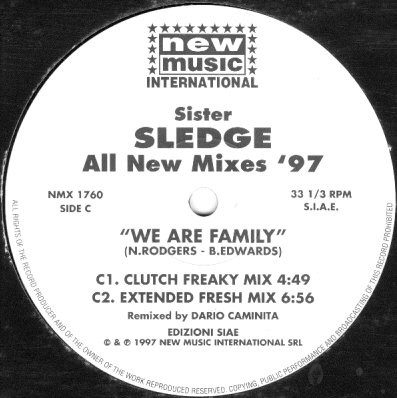 new
music
INTERNATIONAL
Sister
SLEDGE
All New Mixes '97
NMX 1760
SIDE C
33 1/3 RPM
S.I.A.E.
"WE ARE FAMILY"
(N.RODGERS - B.EDWARDS)
C1. CLUTCH FREAKY MIX 4:49
C2. EXTENDED FRESH MIX 6:56
Remixed by DARIO CAMINITA
EDIZIONI SIAE
© & ℗ 1997 NEW MUSIC INTERNATIONAL SRL
ALL RIGHTS OF THE RECORD PRODUCER AND OF THE OWNER OF THE WORK REPRODUCED RESERVED. COPYING, PUBLIC PERFORMANCE AND BROADCASTING OF THIS RECORD PROHIBITED